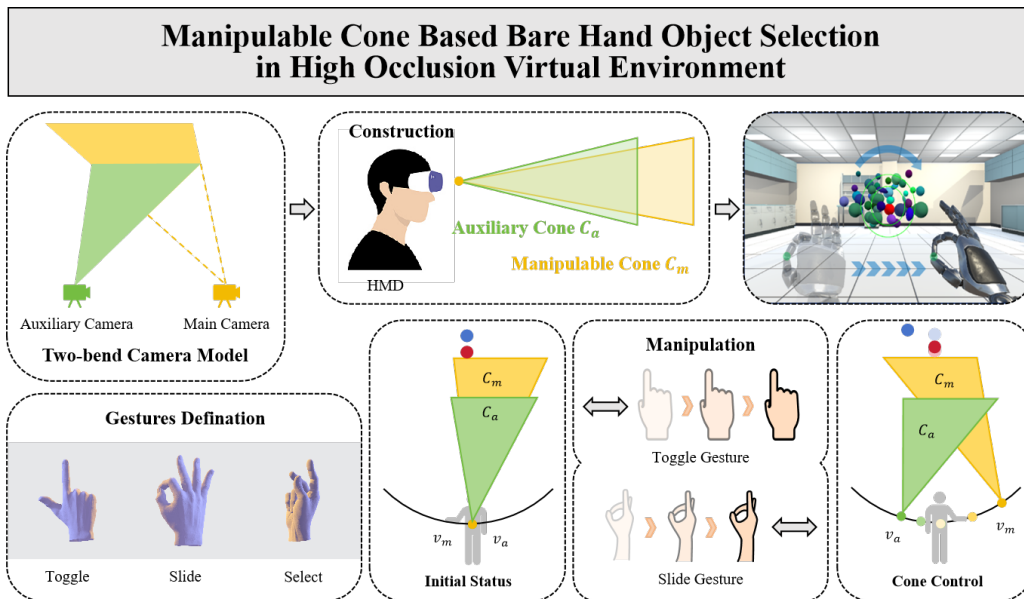 Manipulable Cone Based Bare Hand Object Selection
in High Occlusion Virtual Environment
Auxiliary Camera
Main Camera
Two-bend Camera Model
Construction
Auxiliary Cone Cₐ
Manipulable Cone Cₘ
HMD
Gestures Defination
Toggle
Slide
Select
Cₘ
Cₐ
vₘ
vₐ
Initial Status
Manipulation
Toggle Gesture
Slide Gesture
Cₘ
Cₐ
vₐ
vₘ
Cone Control